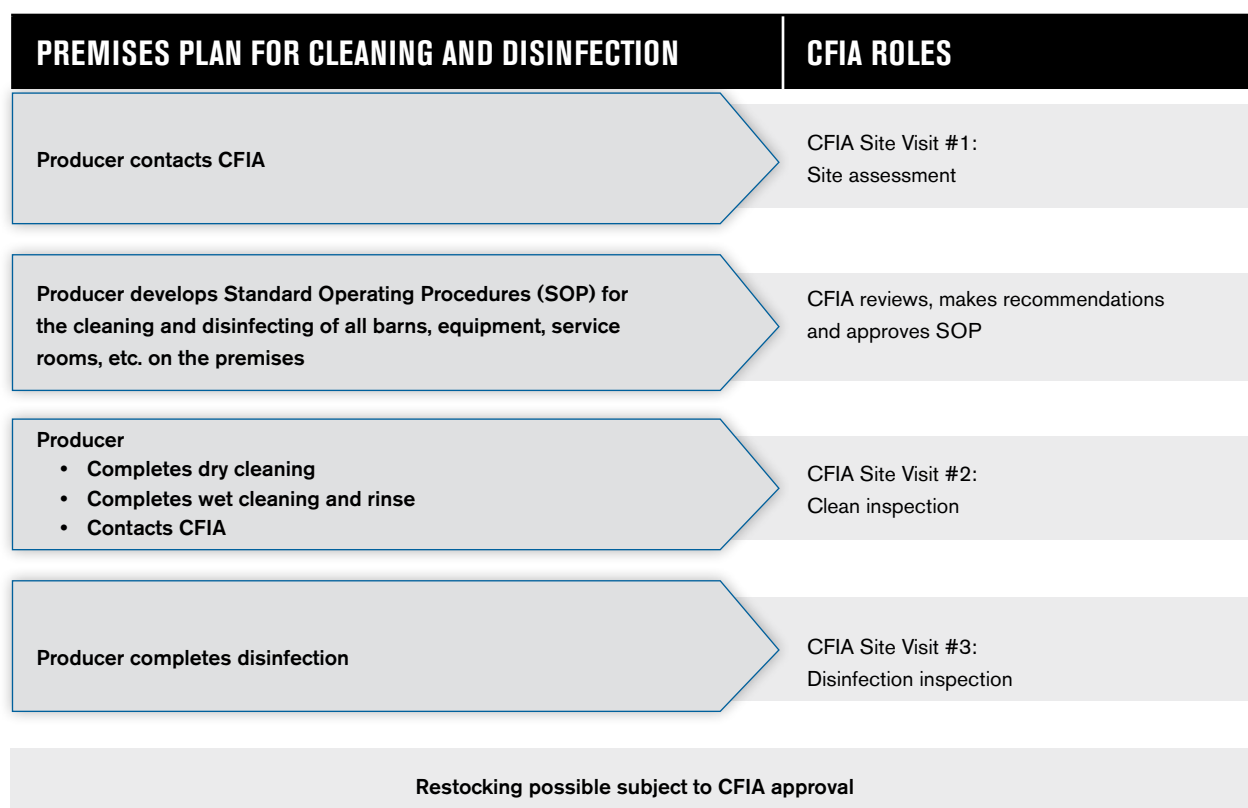 PREMISES PLAN FOR CLEANING AND DISINFECTION
CFIA ROLES
Producer contacts CFIA
CFIA Site Visit #1:
Site assessment
Producer develops Standard Operating Procedures (SOP) for
the cleaning and disinfecting of all barns, equipment, service
rooms, etc. on the premises
CFIA reviews, makes recommendations
and approves SOP
Producer
• Completes dry cleaning
• Completes wet cleaning and rinse
• Contacts CFIA
CFIA Site Visit #2:
Clean inspection
Producer completes disinfection
CFIA Site Visit #3:
Disinfection inspection
Restocking possible subject to CFIA approval